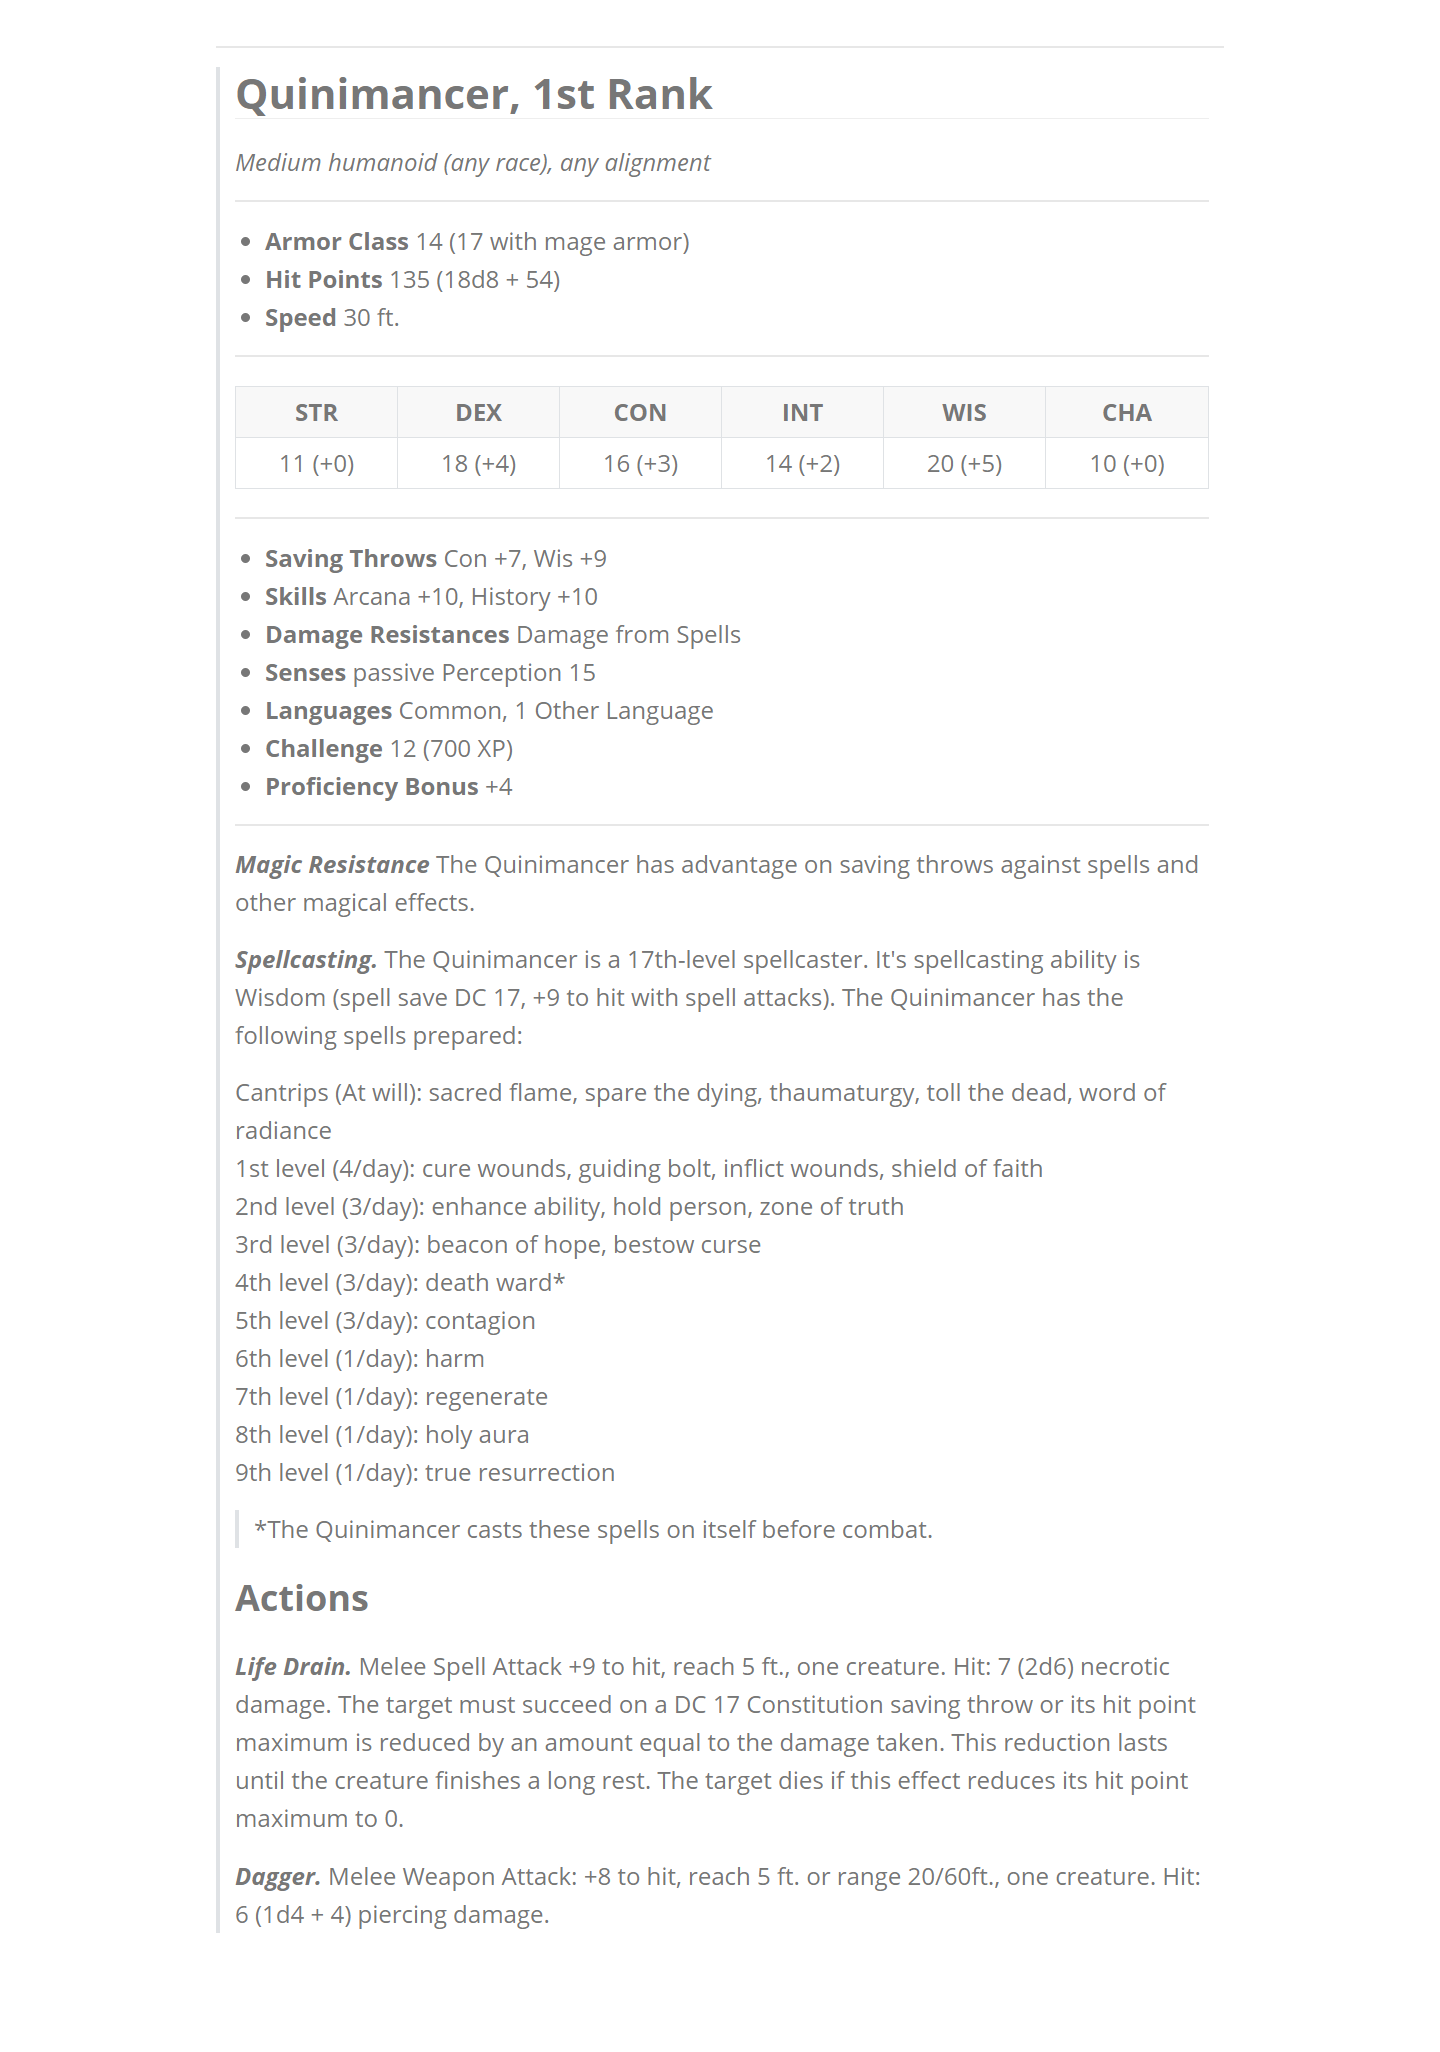 Quinimancer, 1st Rank
Medium humanoid (any race), any alignment
• Armor Class 14 (17 with mage armor)
• Hit Points 135 (18d8 + 54)
• Speed 30 ft.
STR DEX CON INT WIS CHA
11 (+0) 18 (+4) 16 (+3) 14 (+2) 20 (+5) 10 (+0)
• Saving Throws Con +7, Wis +9
• Skills Arcana +10, History +10
• Damage Resistances Damage from Spells
• Senses passive Perception 15
• Languages Common, 1 Other Language
• Challenge 12 (700 XP)
• Proficiency Bonus +4
Magic Resistance The Quinimancer has advantage on saving throws against spells and
other magical effects.
Spellcasting. The Quinimancer is a 17th-level spellcaster. It's spellcasting ability is
Wisdom (spell save DC 17, +9 to hit with spell attacks). The Quinimancer has the
following spells prepared:
Cantrips (At will): sacred flame, spare the dying, thaumaturgy, toll the dead, word of
radiance
1st level (4/day): cure wounds, guiding bolt, inflict wounds, shield of faith
2nd level (3/day): enhance ability, hold person, zone of truth
3rd level (3/day): beacon of hope, bestow curse
4th level (3/day): death ward*
5th level (3/day): contagion
6th level (1/day): harm
7th level (1/day): regenerate
8th level (1/day): holy aura
9th level (1/day): true resurrection
*The Quinimancer casts these spells on itself before combat.
Actions
Life Drain. Melee Spell Attack +9 to hit, reach 5 ft., one creature. Hit: 7 (2d6) necrotic
damage. The target must succeed on a DC 17 Constitution saving throw or its hit point
maximum is reduced by an amount equal to the damage taken. This reduction lasts
until the creature finishes a long rest. The target dies if this effect reduces its hit point
maximum to 0.
Dagger. Melee Weapon Attack: +8 to hit, reach 5 ft. or range 20/60ft., one creature. Hit:
6 (1d4 + 4) piercing damage.